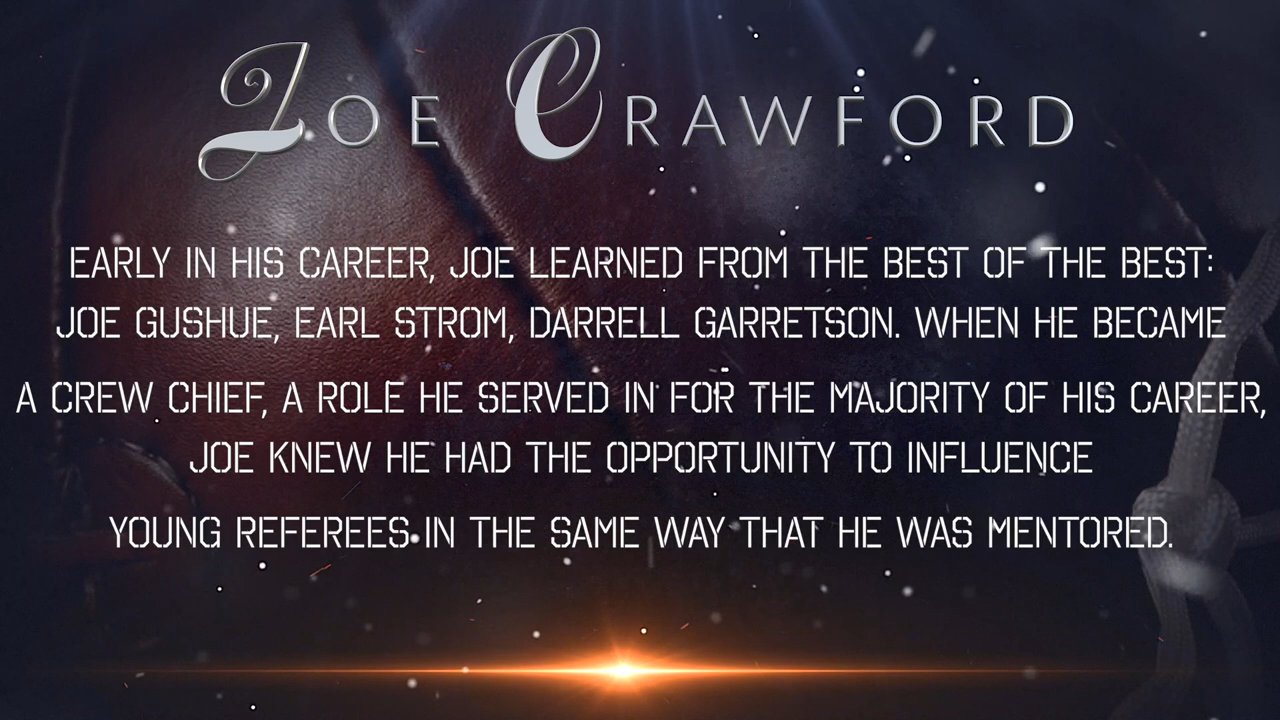 Joe Crawford
EARLY IN HIS CAREER, JOE LEARNED FROM THE BEST OF THE BEST:
JOE GUSHUE, EARL STROM, DARRELL GARRETSON. WHEN HE BECAME
A CREW CHIEF, A ROLE HE SERVED IN FOR THE MAJORITY OF HIS CAREER,
JOE KNEW HE HAD THE OPPORTUNITY TO INFLUENCE
YOUNG REFEREES IN THE SAME WAY THAT HE WAS MENTORED.